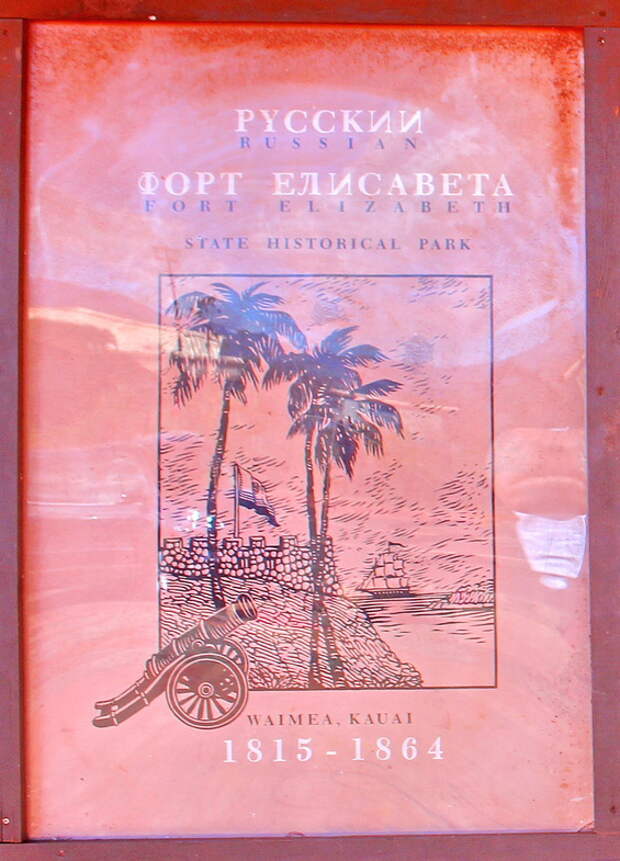 РУССКИЙ
RUSSIAN
ФОРТ ЕЛИСАВЕТА
FORT ELIZABETH
STATE HISTORICAL PARK
WAIMEA, KAUAI
1815-1864